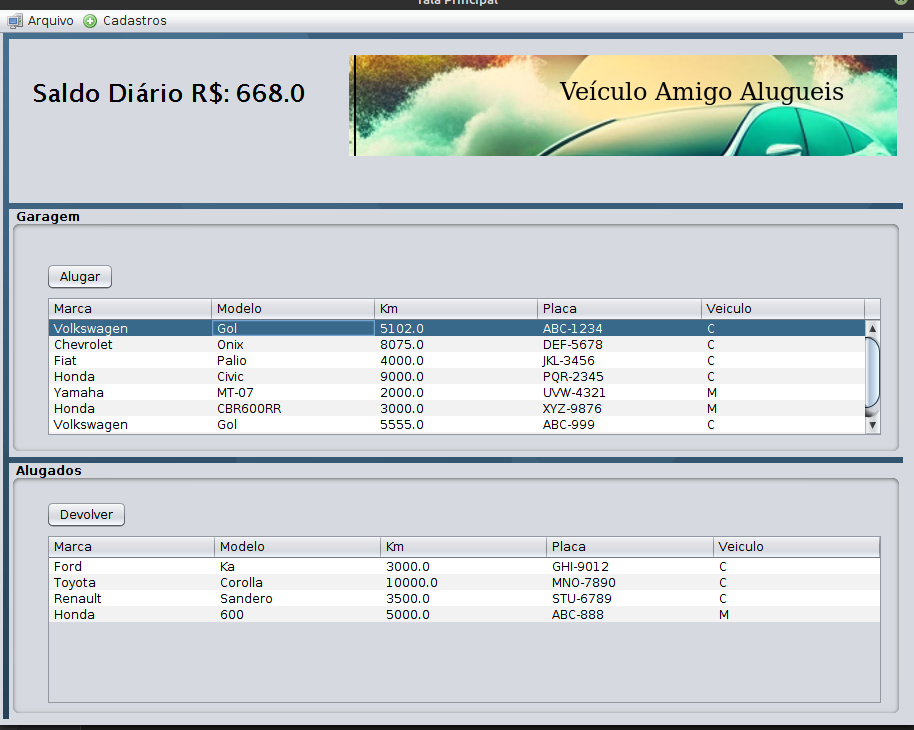 Tala Principal
Arquivo Cadastros
Saldo Diário R$: 668.0
Veículo Amigo Alugueis
Garagem
Alugar
Marca Modelo Km Placa Veiculo
Volkswagen Gol 5102.0 ABC-1234 C
Chevrolet Onix 8075.0 DEF-5678 C
Fiat Palio 4000.0 JKL-3456 C
Honda Civic 9000.0 PQR-2345 C
Yamaha MT-07 2000.0 UVW-4321 M
Honda CBR600RR 3000.0 XYZ-9876 M
Volkswagen Gol 5555.0 ABC-999 C
Alugados
Devolver
Marca Modelo Km Placa Veiculo
Ford Ka 3000.0 GHI-9012 C
Toyota Corolla 10000.0 MNO-7890 C
Renault Sandero 3500.0 STU-6789 C
Honda 600 5000.0 ABC-888 M